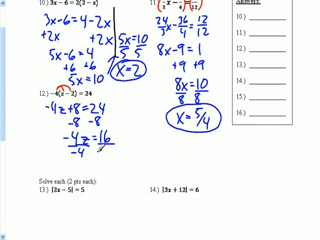 10.) 3x – 6 = 2(2 – x)
3x-6=4-2x
+2x +2x
5x-6=4
+6 +6
5x=10
5x=10
5 5
x=2
11
24/3 x - 36/4 = 12/12
8x-9=1
+9 +9
8x=10
8 8
x=5/4
Answers
10.)
11.)
12.)
13.)
14.)
15.)
16.)
12.) –4(z – 2) = 24
-4z+8=24
-8 -8
-4z=16
-4
Solve each (2 pts each):
13.) |2x – 5| = 5
14.) |3x + 12| = 6